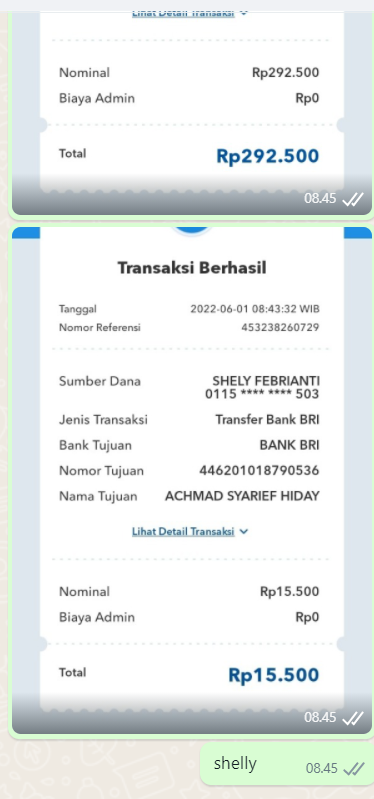 Lihat Detail Transaksi
Nominal Rp292.500
Biaya Admin Rp0
Total Rp292.500
08.45
Transaksi Berhasil
Tanggal 2022-06-01 08:43:32 WIB
Nomor Referensi 453238260729
Sumber Dana SHELY FEBRIANTI
0115 **** **** 503
Jenis Transaksi Transfer Bank BRI
Bank Tujuan BANK BRI
Nomor Tujuan 446201018790536
Nama Tujuan ACHMAD SYARIEF HIDAY
Lihat Detail Transaksi
Nominal Rp15.500
Biaya Admin Rp0
Total Rp15.500
08.45
shelly 08.45